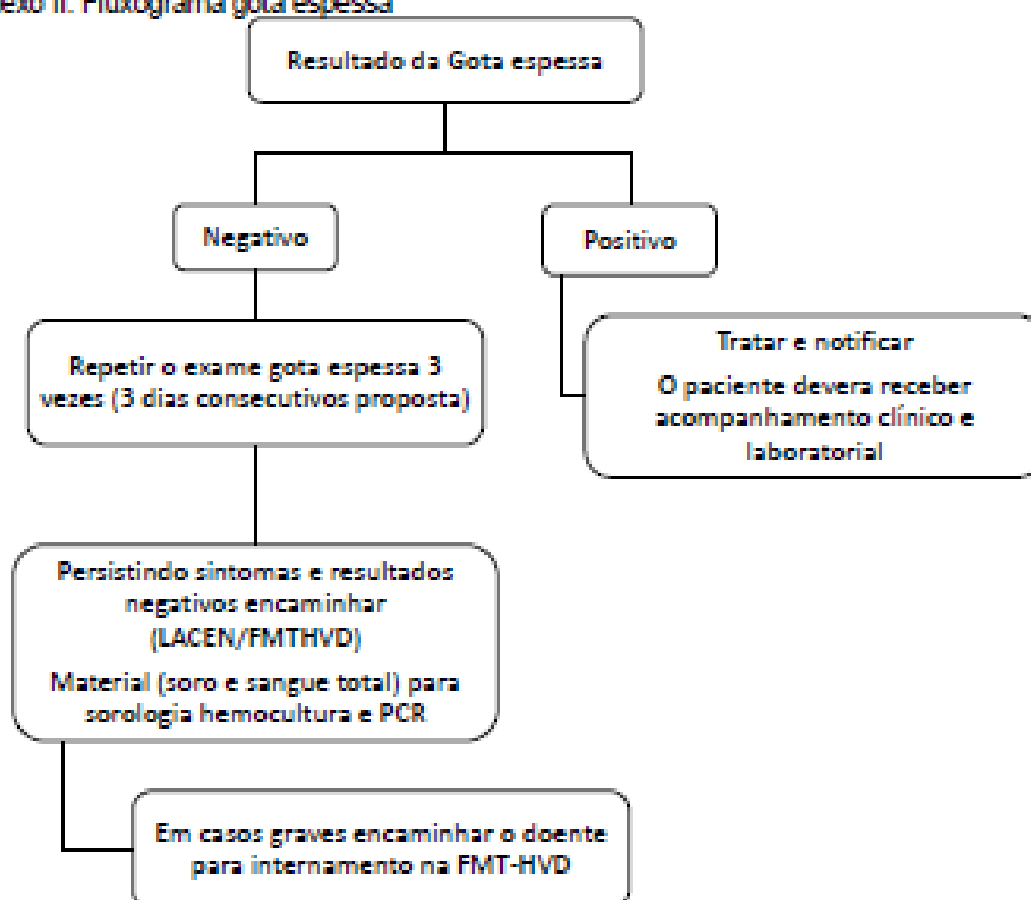 exo II. Fluxograma gota espessa
Resultado da Gota espessa
Negativo
Positivo
Repetir o exame gota espessa 3
vezes (3 dias consecutivos proposta)
Tratar e notificar
O paciente devera receber
acompanhamento clínico e
laboratorial
Persistindo sintomas e resultados
negativos encaminhar
(LACEN/FMTHVD)
Material (soro e sangue total) para
sorologia hemocultura e PCR
Em casos graves encaminhar o doente
para internamento na FMT-HVD